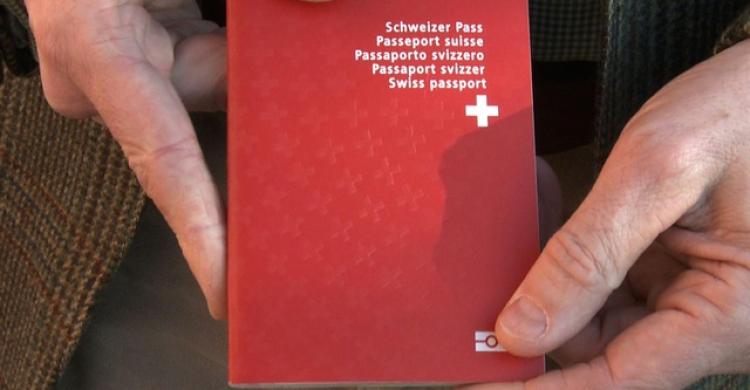 Schweizer Pass
Passeport suisse
Passaporto svizzero
Passaport svizzer
Swiss passport